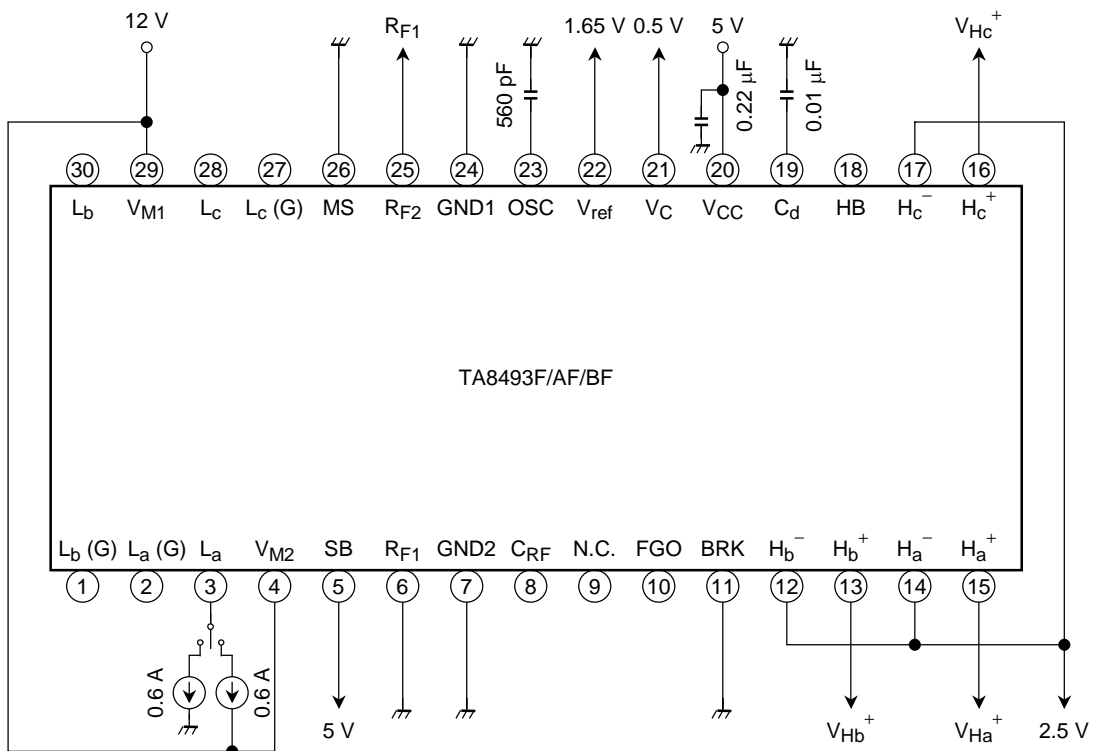 12 V
R_F1
560 pF
1.65 V 0.5 V
5 V
0.22 μF
0.01 μF
V_Hc^+
30 29 28 27 26 25 24 23 22 21 20 19 18 17 16
L_b V_M1 L_c L_c (G) MS R_F2 GND1 OSC V_ref V_C V_CC C_d HB H_c^- H_c^+
TA8493F/AF/BF
L_b (G) L_a (G) L_a V_M2 SB R_F1 GND2 C_RF N.C. FGO BRK H_b^- H_b^+ H_a^- H_a^+
1 2 3 4 5 6 7 8 9 10 11 12 13 14 15
0.6 A
0.6 A
5 V
V_Hb^+
V_Ha^+
2.5 V